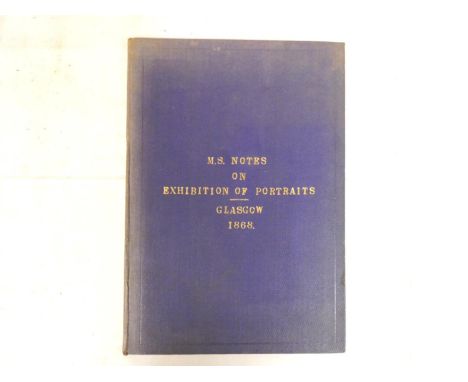 M.S. NOTES
ON
EXHIBITION OF PORTRAITS
GLASGOW
1868.